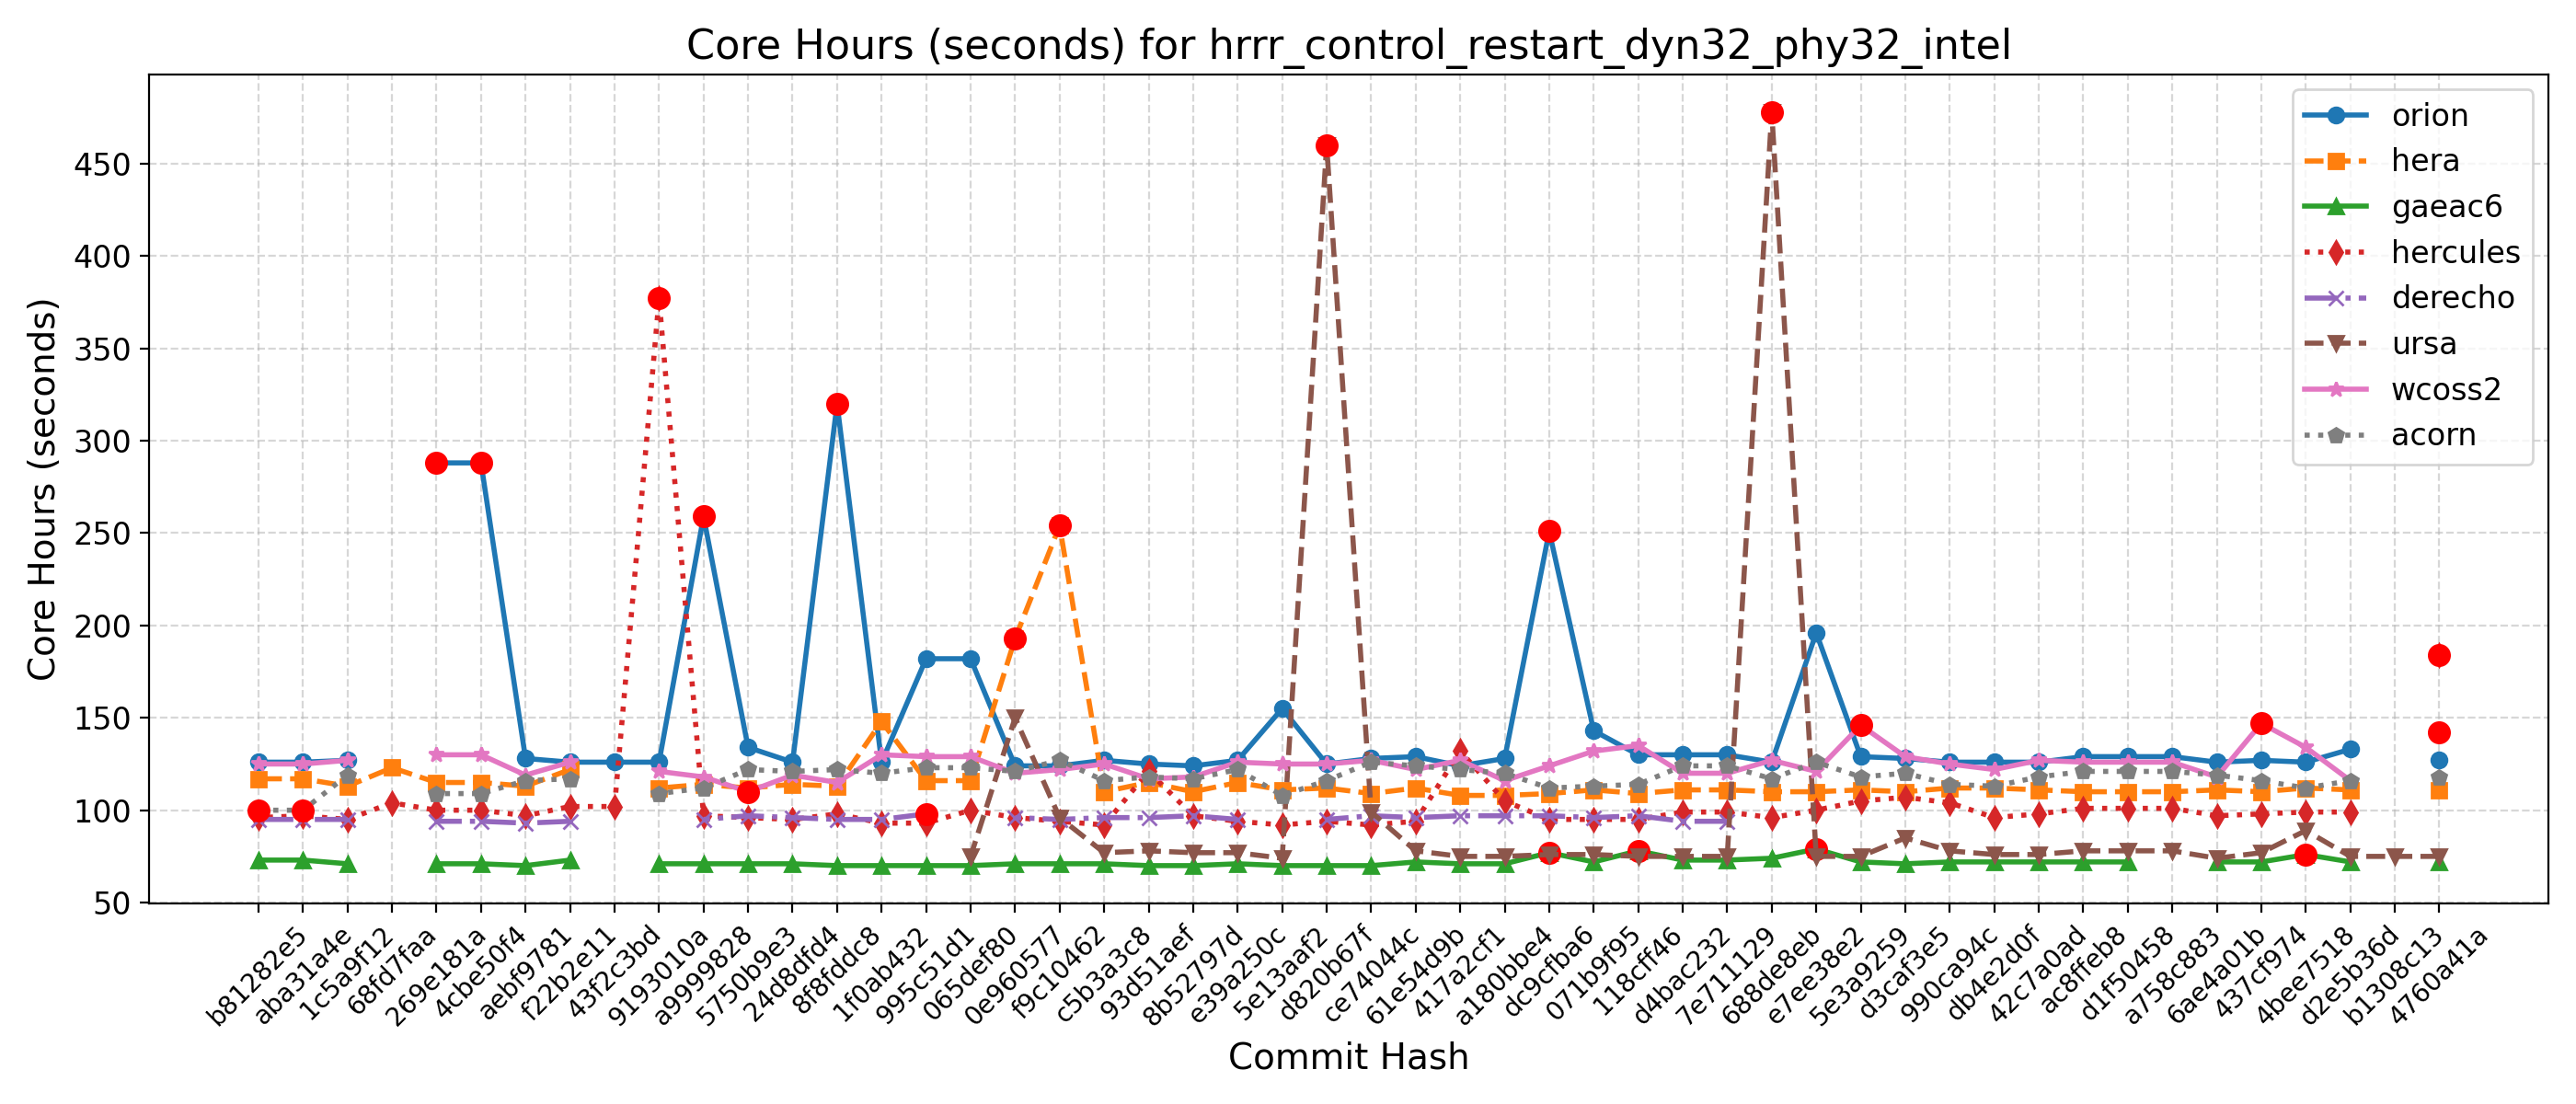 Core Hours (seconds) for hrrr_control_restart_dyn32_phy32_intel
Core Hours (seconds)
450
400
350
300
250
200
150
100
50
orion
hera
gaeac6
hercules
derecho
ursa
wcoss2
acorn
b81282e5
aba31a4e
1c5a9f12
68fd7faa
269e181a
4cbe50f4
aebf9781
f22b2e11
43f2c3bd
9193010a
a9999828
5750b9e3
24d8dfd4
8f8fddc8
1f0ab432
995c51d1
065def80
0e960577
f9c10462
c5b3a3c8
93d51aef
8b52797d
e39a250c
5e13aaf2
d820b67f
ce74044c
61e54d9b
417a2cf1
a180bbe4
dc9cfba6
071b9f95
118cff46
d4bac232
7e711129
688de8eb
e7ee38e2
5e3a9259
d3caf3e5
990ca94c
db4e2d0f
42c7a0ad
ac8ffeb8
d1f50458
a758c883
6ae4a01b
437cf974
4bee7518
d2e5b36d
b1308c13
4760a41a
Commit Hash